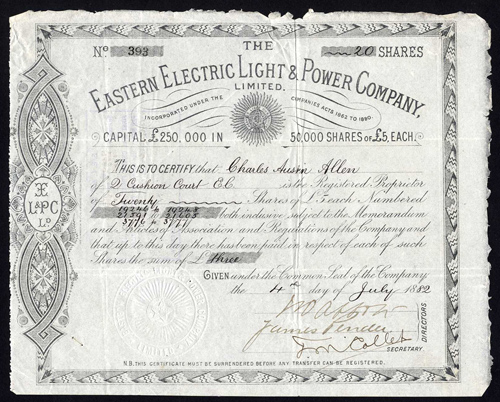 No 393
THE
20 SHARES
EASTERN ELECTRIC LIGHT & POWER COMPANY,
LIMITED.
INCORPORATED UNDER THE COMPANIES ACTS 1862 TO 1880.
CAPITAL £250,000 IN 50,000 SHARES OF £5, EACH.
THIS IS TO CERTIFY that Charles Allen
of 2 Cushion Court E.C. is the Registered Proprietor
of Twenty Shares of £5 each Numbered
both inclusive subject to the Memorandum
and Articles of Association and Regulations of the Company and
that up to this day there has been paid in respect of each of such
Shares the sum of £ Three
GIVEN under the Common Seal of the Company,
the 4th day of July 1882
James Pender
DIRECTORS
SECRETARY
N.B. THIS CERTIFICATE MUST BE SURRENDERED BEFORE ANY TRANSFER CAN BE REGISTERED.
Æ
L&PC
Lo